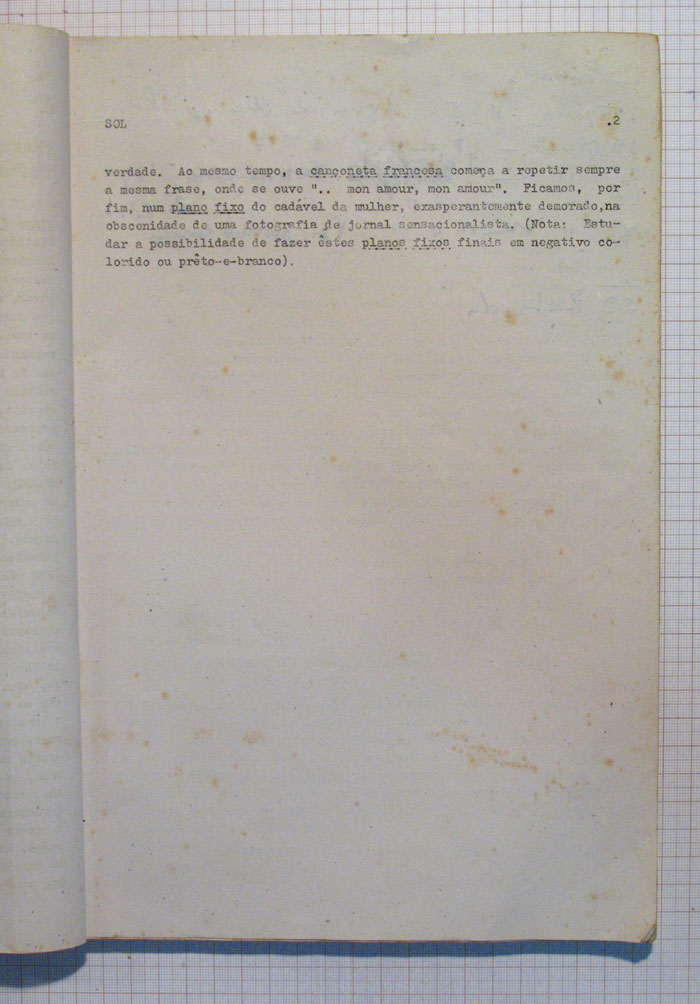 SOL .2
verdade. Ao mesmo tempo, a cançoneta francesa começa a repetir sempre
a mesma frase, onde se ouve ".. mon amour, mon amour". Ficamos, por
fim, num plano fixo do cadável da mulher, exasperantemente demorado,na
obscenidade de uma fotografia de jornal sensacionalista. (Nota: Estu-
dar a possibilidade de fazer êstes planos fixos finais em negativo co-
lorido ou prêto-e-branco).